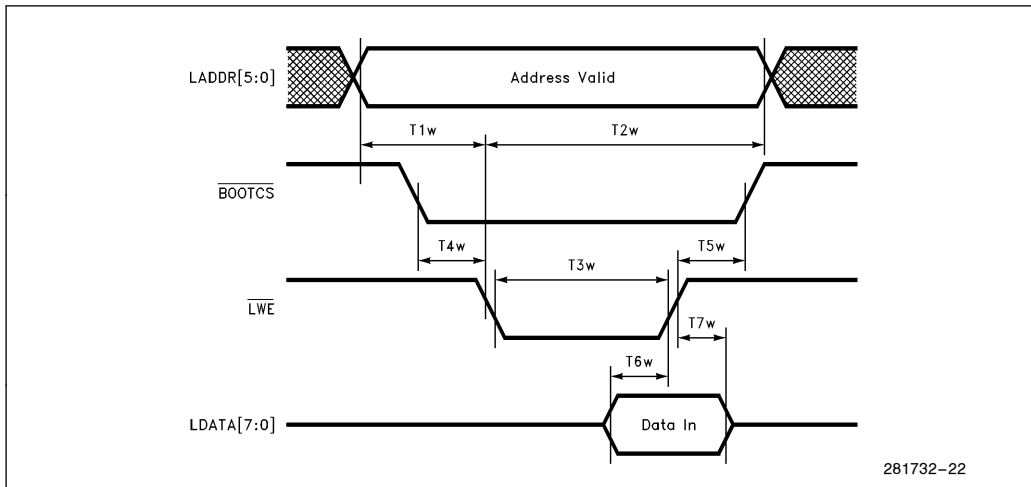 LADDR[5:0]
Address Valid
T1w
T2w
BOOTCS
T4w
T3w
T5w
LWE
T7w
T6w
LDATA[7:0]
Data In
281732–22